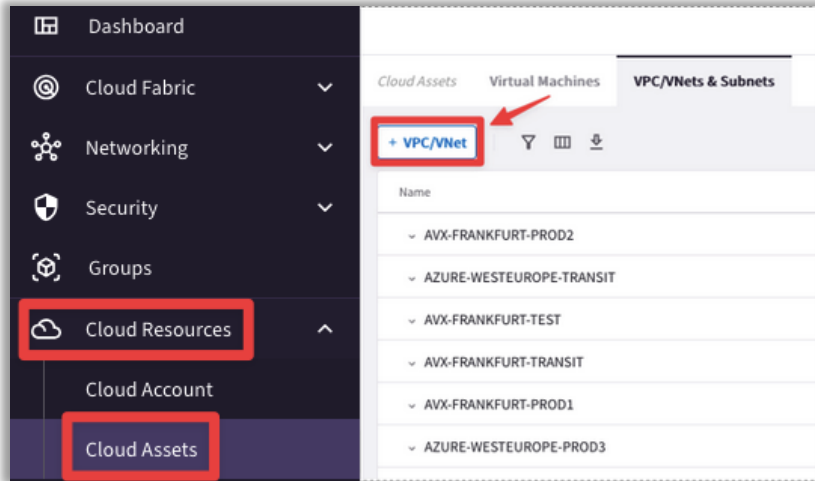 Dashboard
Cloud Fabric
Networking
Security
Groups
Cloud Resources
Cloud Account
Cloud Assets
Cloud Assets Virtual Machines VPC/VNets & Subnets
+ VPC/VNet
Name
AVX-FRANKFURT-PROD2
AZURE-WESTEUROPE-TRANSIT
AVX-FRANKFURT-TEST
AVX-FRANKFURT-TRANSIT
AVX-FRANKFURT-PROD1
AZURE-WESTEUROPE-PROD3